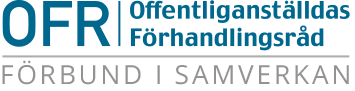 OFR Offentliganställdas
Förhandlingsråd
FÖRBUND I SAMVERKAN